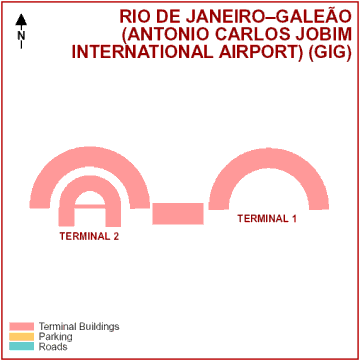 RIO DE JANEIRO–GALEÃO
(ANTONIO CARLOS JOBIM
INTERNATIONAL AIRPORT) (GIG)
N
TERMINAL 1
TERMINAL 2
Terminal Buildings
Parking
Roads